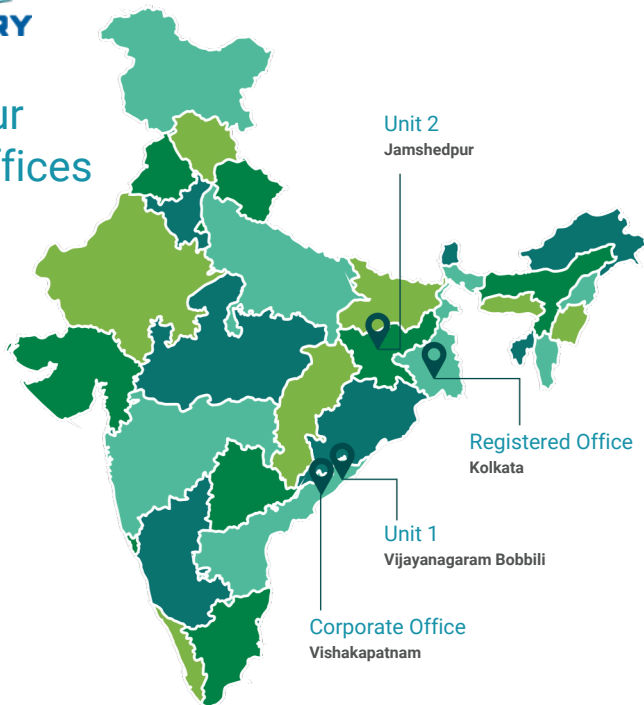 RY
ur
ffices
Unit 2
Jamshedpur
Registered Office
Kolkata
Unit 1
Vijayanagaram Bobbili
Corporate Office
Vishakapatnam